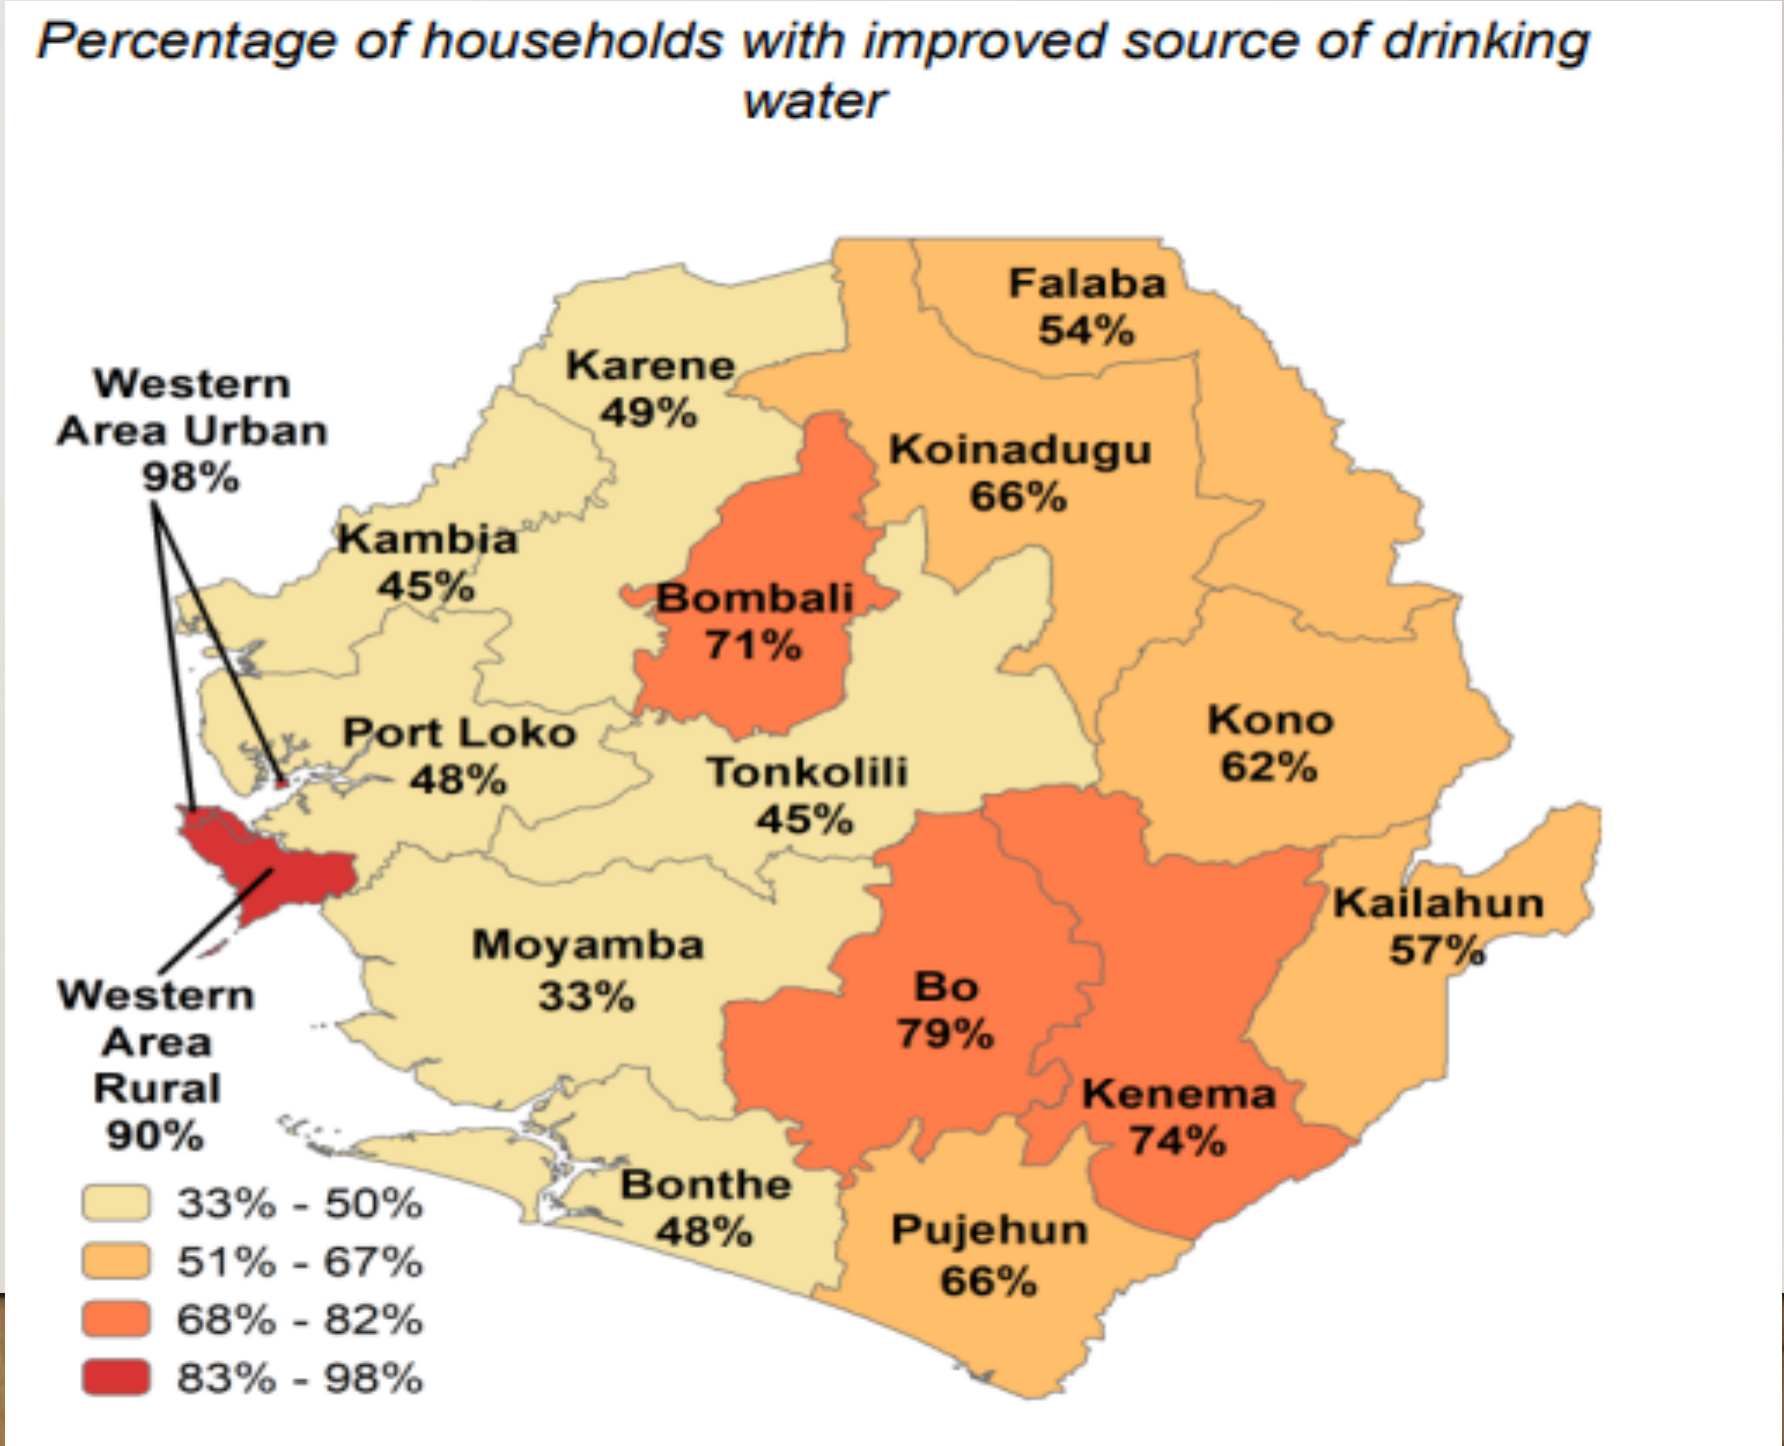 Percentage of households with improved source of drinking
water
Falaba
54%
Karene
49%
Western
Area Urban
98%
Koinadugu
66%
Kambia
45%
Bombali
71%
Port Loko
48%
Kono
62%
Tonkolili
45%
Kailahun
57%
Moyamba
33%
Bo
79%
Western
Area
Rural
90%
Kenema
74%
Bonthe
48%
Pujehun
66%
33% - 50%
51% - 67%
68% - 82%
83% - 98%